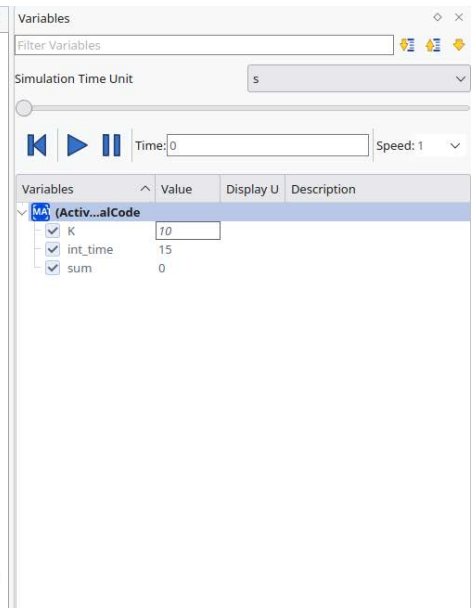 Variables
Filter Variables
Simulation Time Unit s
Time: 0 Speed: 1
Variables Value Display U Description
MA (Activ...alCode
K 10
int_time 15
sum 0